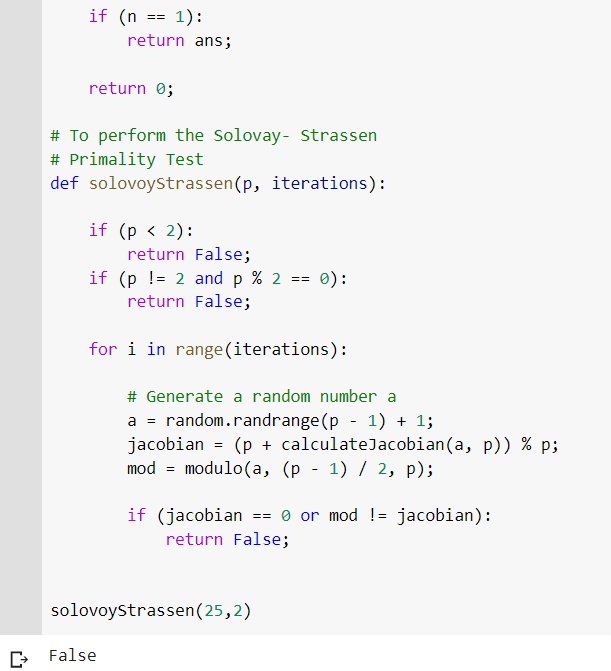 if (n == 1):
return ans;
return 0;
# To perform the Solovay- Strassen
# Primality Test
def solovoyStrassen(p, iterations):
if (p < 2):
return False;
if (p != 2 and p % 2 == 0):
return False;
for i in range(iterations):
# Generate a random number a
a = random.randrange(p - 1) + 1;
jacobian = (p + calculateJacobian(a, p)) % p;
mod = modulo(a, (p - 1) / 2, p);
if (jacobian == 0 or mod != jacobian):
return False;
solovoyStrassen(25,2)
False